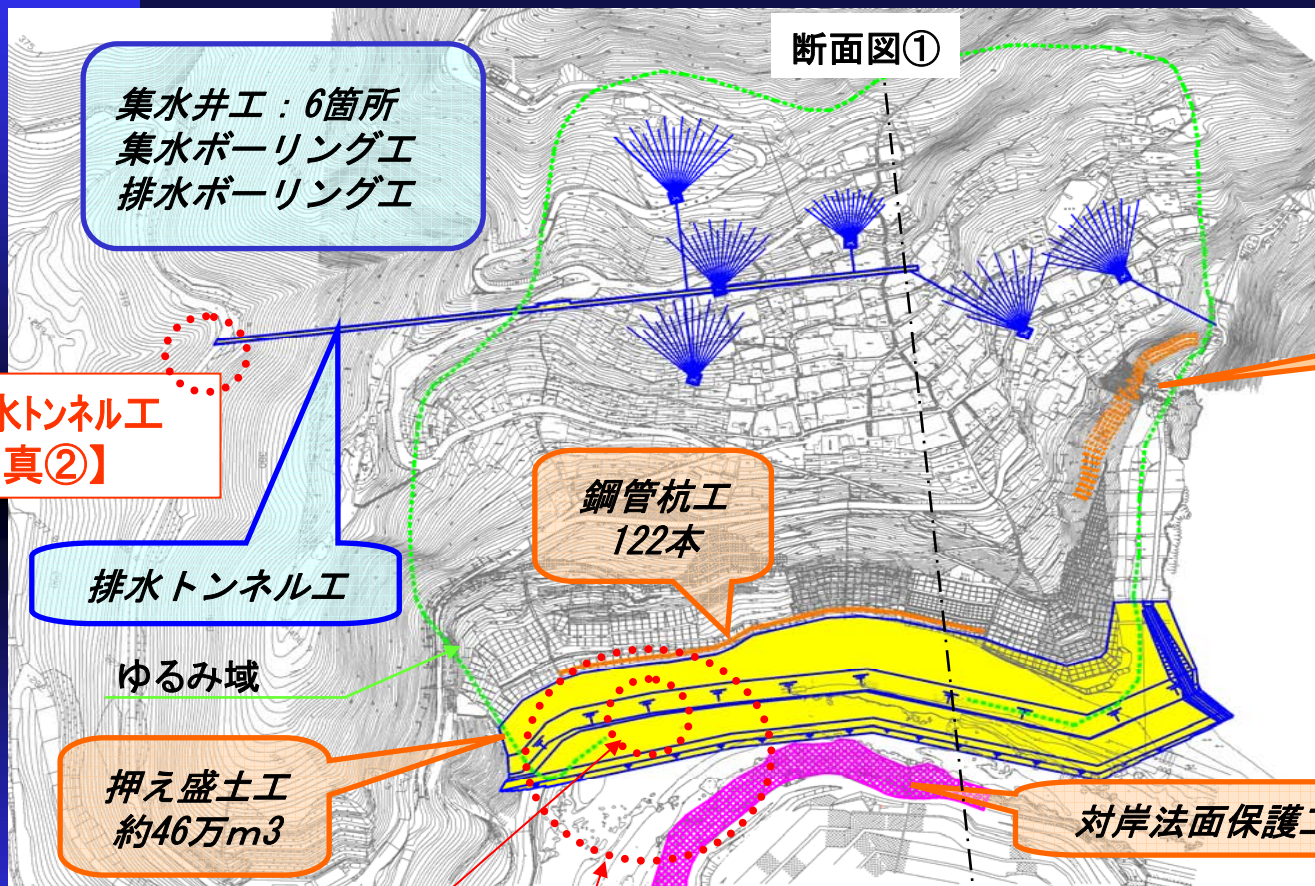 断面図①
集水井工：6箇所
集水ボーリング工
排水ボーリング工
水トンネル工
真②】
鋼管杭工
122本
排水トンネル工
ゆるみ域
押え盛土工
約46万m3
対岸法面保護工